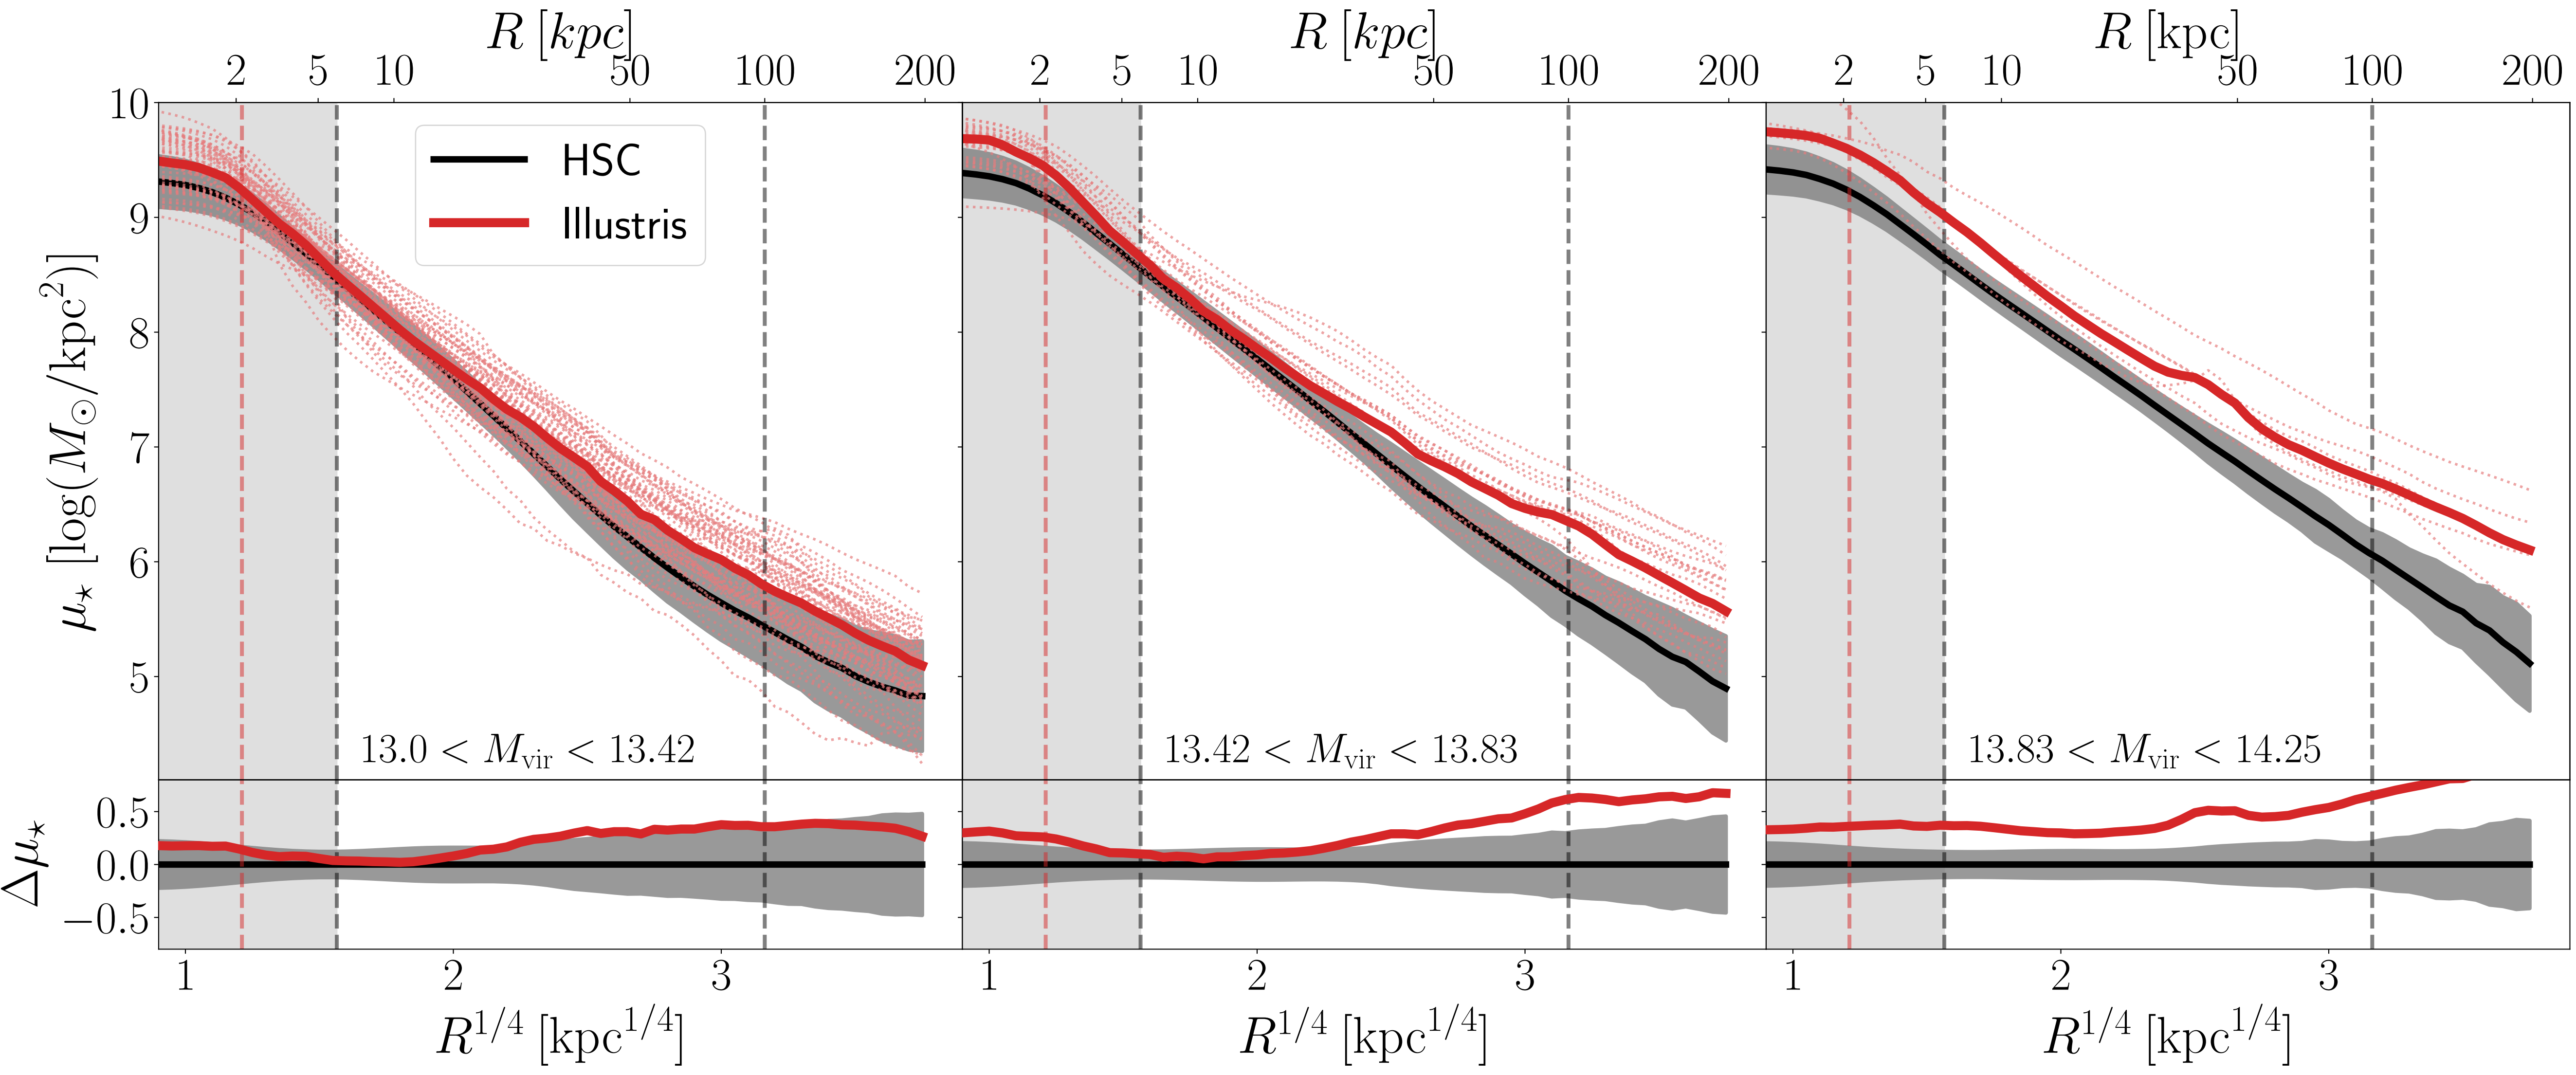 R [kpc] R [kpc] R [kpc]
2 5 10 50 100 200 2 5 10 50 100 200 2 5 10 50 100 200
10
9
8
7
6
5
μ⋆ [log(M⊙/kpc²)]
HSC
Illustris
13.0 < Mvir < 13.42 13.42 < Mvir < 13.83 13.83 < Mvir < 14.25
0.5
0.0
−0.5
Δμ⋆
1 2 3 1 2 3 1 2 3
R^1/4 [kpc^1/4] R^1/4 [kpc^1/4] R^1/4 [kpc^1/4]